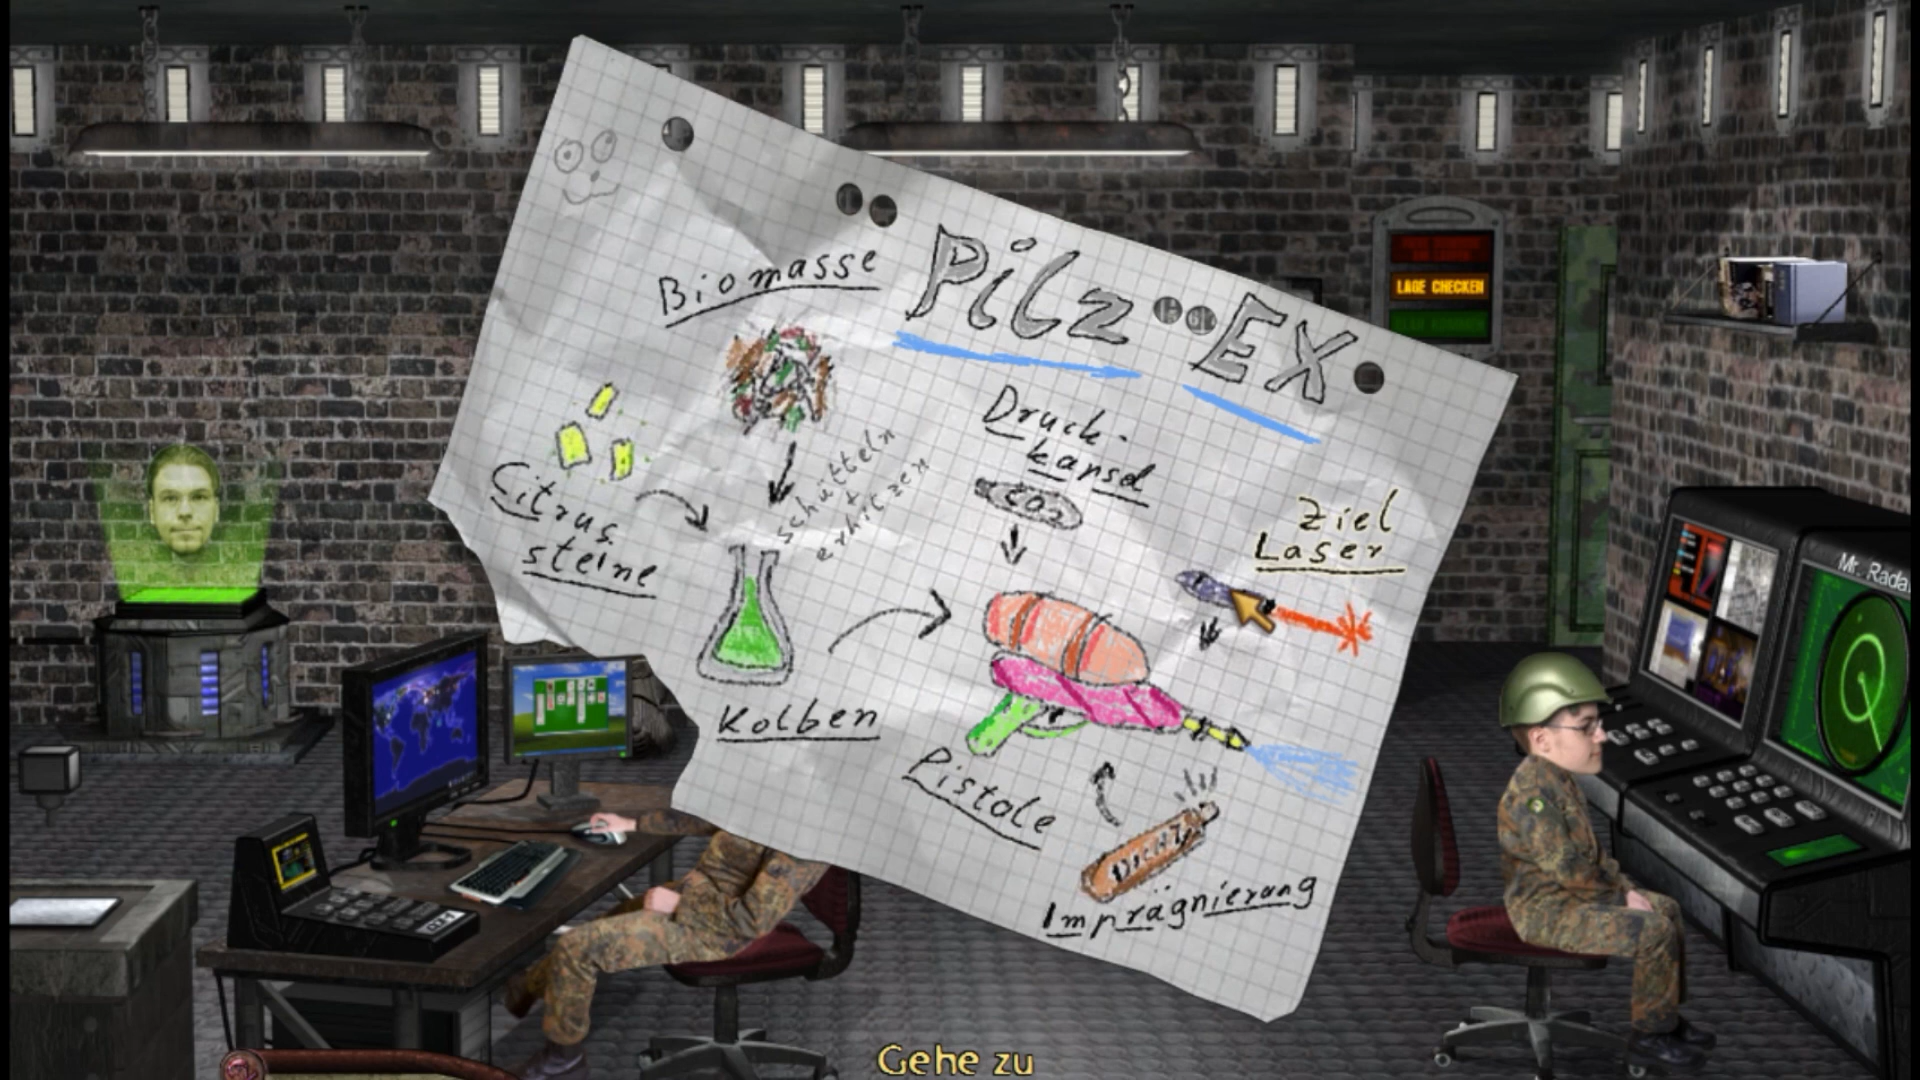 Pilz-EX
Biomasse
Citrus
steine
schütteln
+
erhitzen
Druck-
kapsel
CO2
Ziel
Laser
Kolben
Pistole
DICHT
Imprägnierung
LAGE CHECKEN
Mr. Rada
Gehe zu